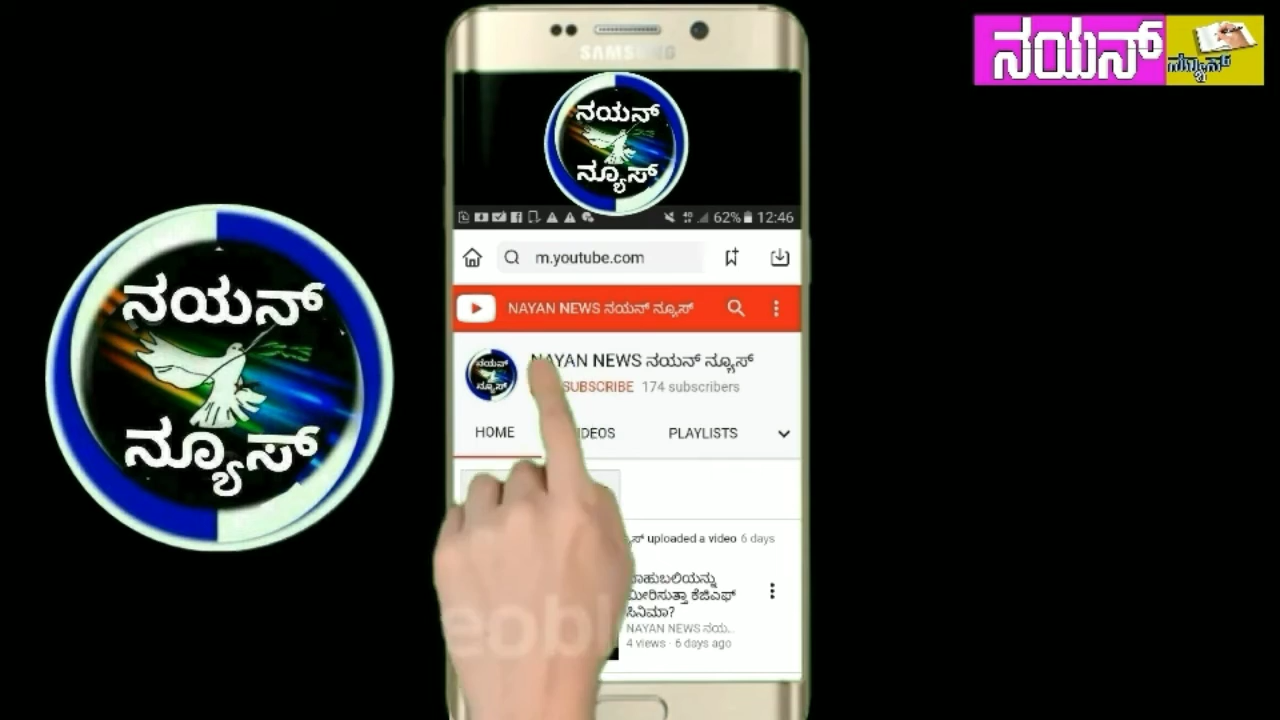 ನಯನ್
ನ್ಯೂಸ್
SAMSUNG
ನಯನ್
ನ್ಯೂಸ್
62% 12:46
m.youtube.com
NAYAN NEWS ನಯನ್ ನ್ಯೂಸ್
NAYAN NEWS ನಯನ್ ನ್ಯೂಸ್
SUBSCRIBE 174 subscribers
HOME
PLAYLISTS
ನಯನ್
ನ್ಯೂಸ್
uploaded a video 6 days
ಮೀರಿಸುತ್ತಾ ಕೆಜಿಎಫ್
ಸಿನಿಮಾ?
NAYAN NEWS ನಯ...
4 views · 6 days ago